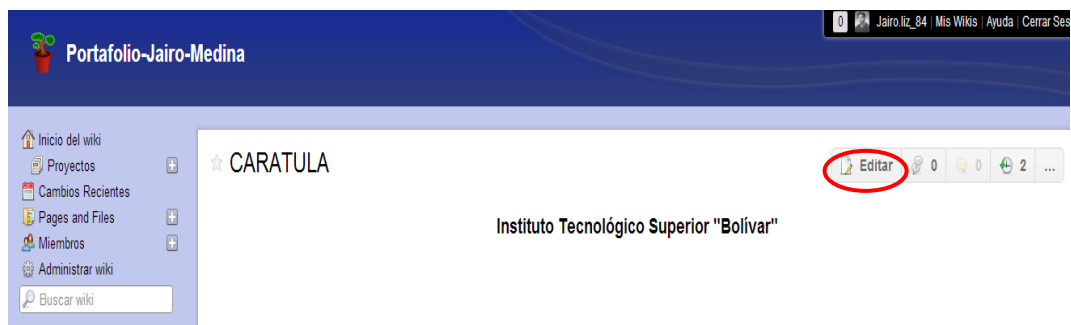 0 Jairo.liz_84 | Mis Wikis | Ayuda | Cerrar Ses
Portafolio-Jairo-Medina
Inicio del wiki
Proyectos
Cambios Recientes
Pages and Files
Miembros
Administrar wiki
Buscar wiki
CARATULA
Editar 0 0 2 ...
Instituto Tecnológico Superior "Bolívar"